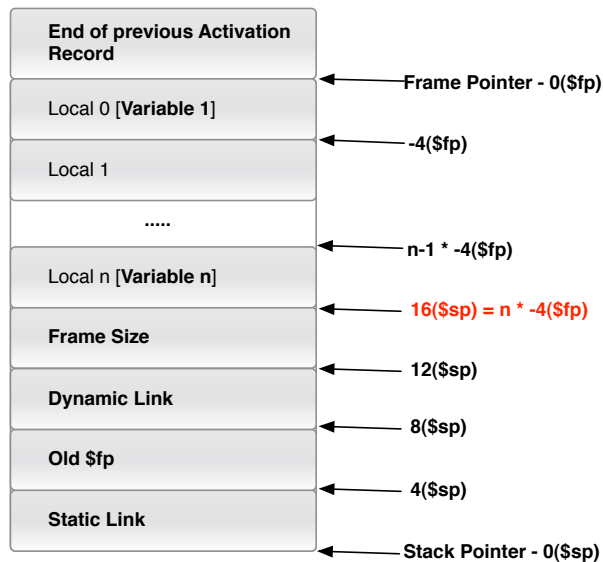 End of previous Activation
Record
Frame Pointer - 0($fp)
Local 0 [Variable 1]
-4($fp)
Local 1
.....
n-1 * -4($fp)
Local n [Variable n]
16($sp) = n * -4($fp)
Frame Size
12($sp)
Dynamic Link
8($sp)
Old $fp
4($sp)
Static Link
Stack Pointer - 0($sp)